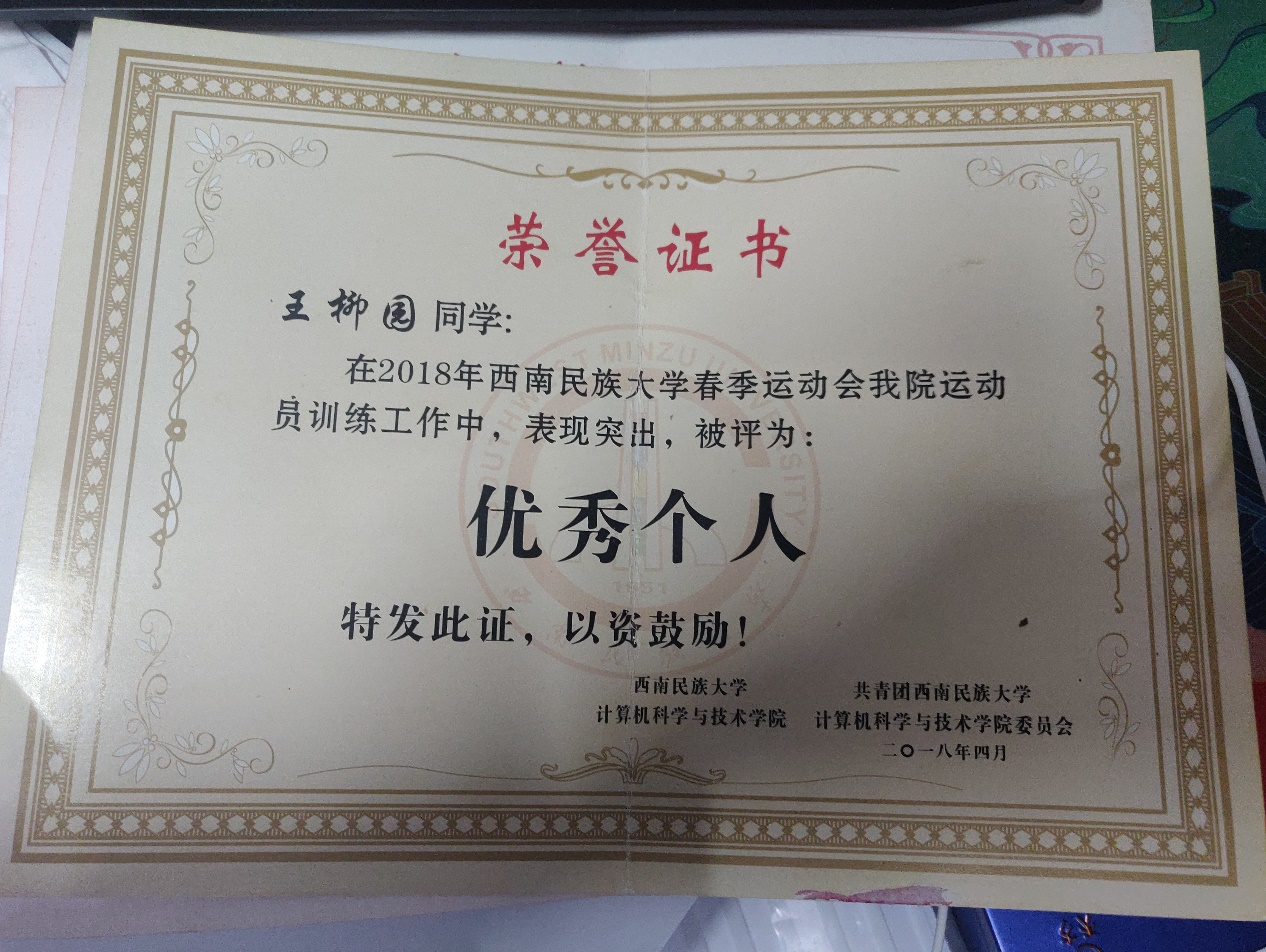 荣誉证书
王柳园 同学:
在2018年西南民族大学春季运动会我院运动
员训练工作中，表现突出，被评为：
SOUTHWEST MINZU UNIVERSITY
优秀个人
1951
特发此证，以资鼓励！
西南民族大学
计算机科学与技术学院
共青团西南民族大学
计算机科学与技术学院委员会
二〇一八年四月